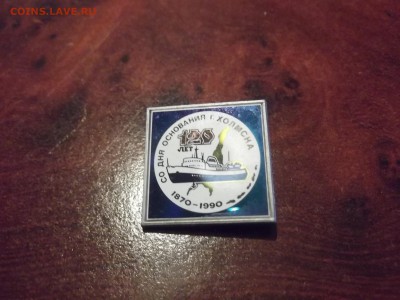 COINS.LAVE.RU
120
ЛЕТ
СО ДНЯ ОСНОВАНИЯ Г. ХОЛМСКА
1870-1990